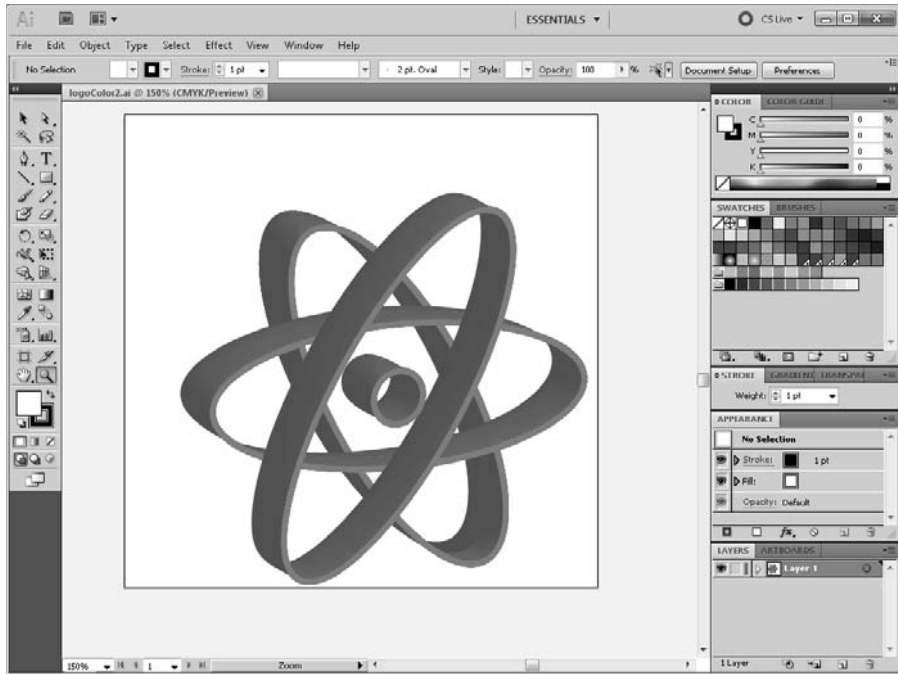 Ai Br ESSENTIALS CS Live
File Edit Object Type Select Effect View Window Help
No Selection Stroke: 1 pt 2 pt. Oval Style: Opacity: 100 % Document Setup Preferences
logoColor2.ai @ 150% (CMYK/Preview)
COLOR COLOR GUIDE
C 0 %
M 0 %
Y 0 %
K 0 %
SWATCHES BRUSHES
STROKE GRADIENT TRANSPA
Weight: 1 pt
APPEARANCE
No Selection
Stroke: 1 pt
Fill:
Opacity: Default
fx
LAYERS ARTBOARDS
Layer 1
150% 1 Zoom
1 Layer